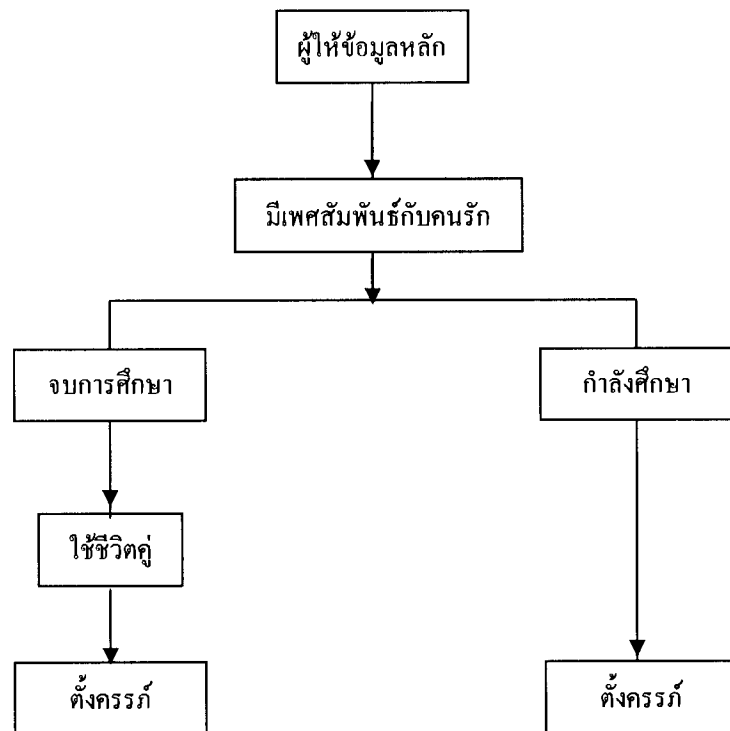 ผู้ให้ข้อมูลหลัก
มีเพศสัมพันธ์กับคนรัก
จบการศึกษา
กำลังศึกษา
ใช้ชีวิตคู่
ตั้งครรภ์
ตั้งครรภ์